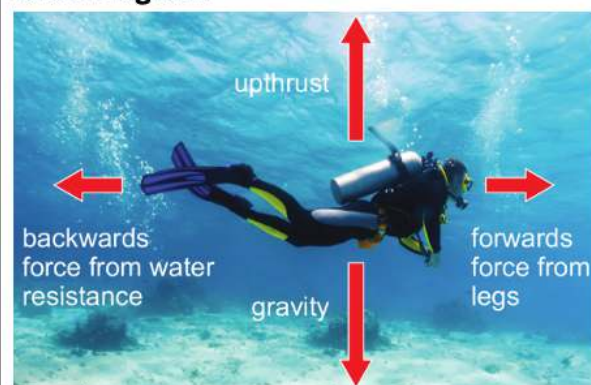 upthrust
backwards
force from water
resistance
forwards
force from
legs
gravity